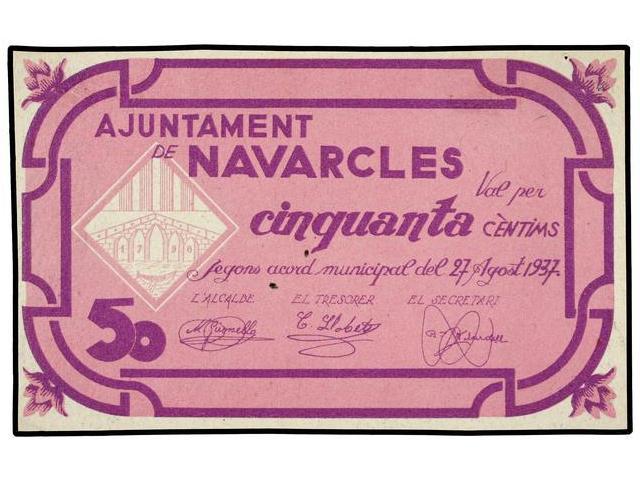 AJUNTAMENT
DE NAVARCLES
Val per
cinquanta CÈNTIMS
segons acord municipal del 27 Agost 1937-
L'ALCALDE EL TRESORER EL SECRETARI
50
1790